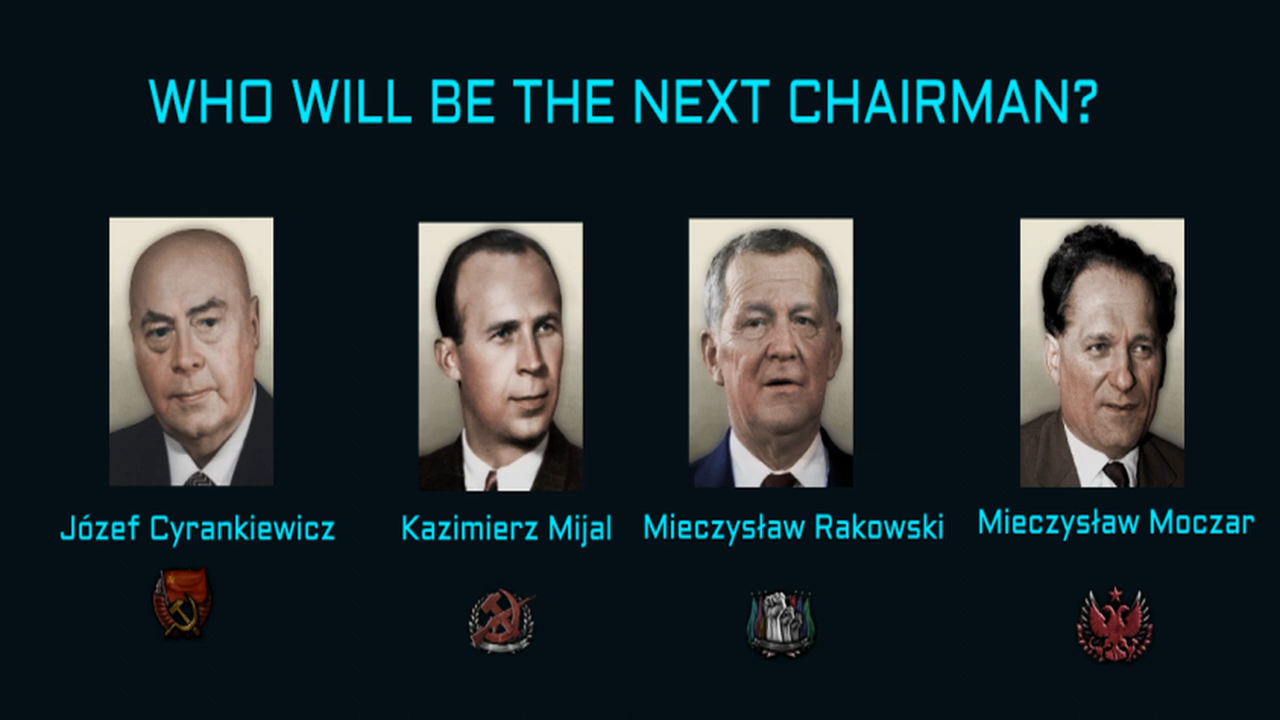 WHO WILL BE THE NEXT CHAIRMAN?
Józef Cyrankiewicz
Kazimierz Mijal
Mieczysław Rakowski
Mieczysław Moczar